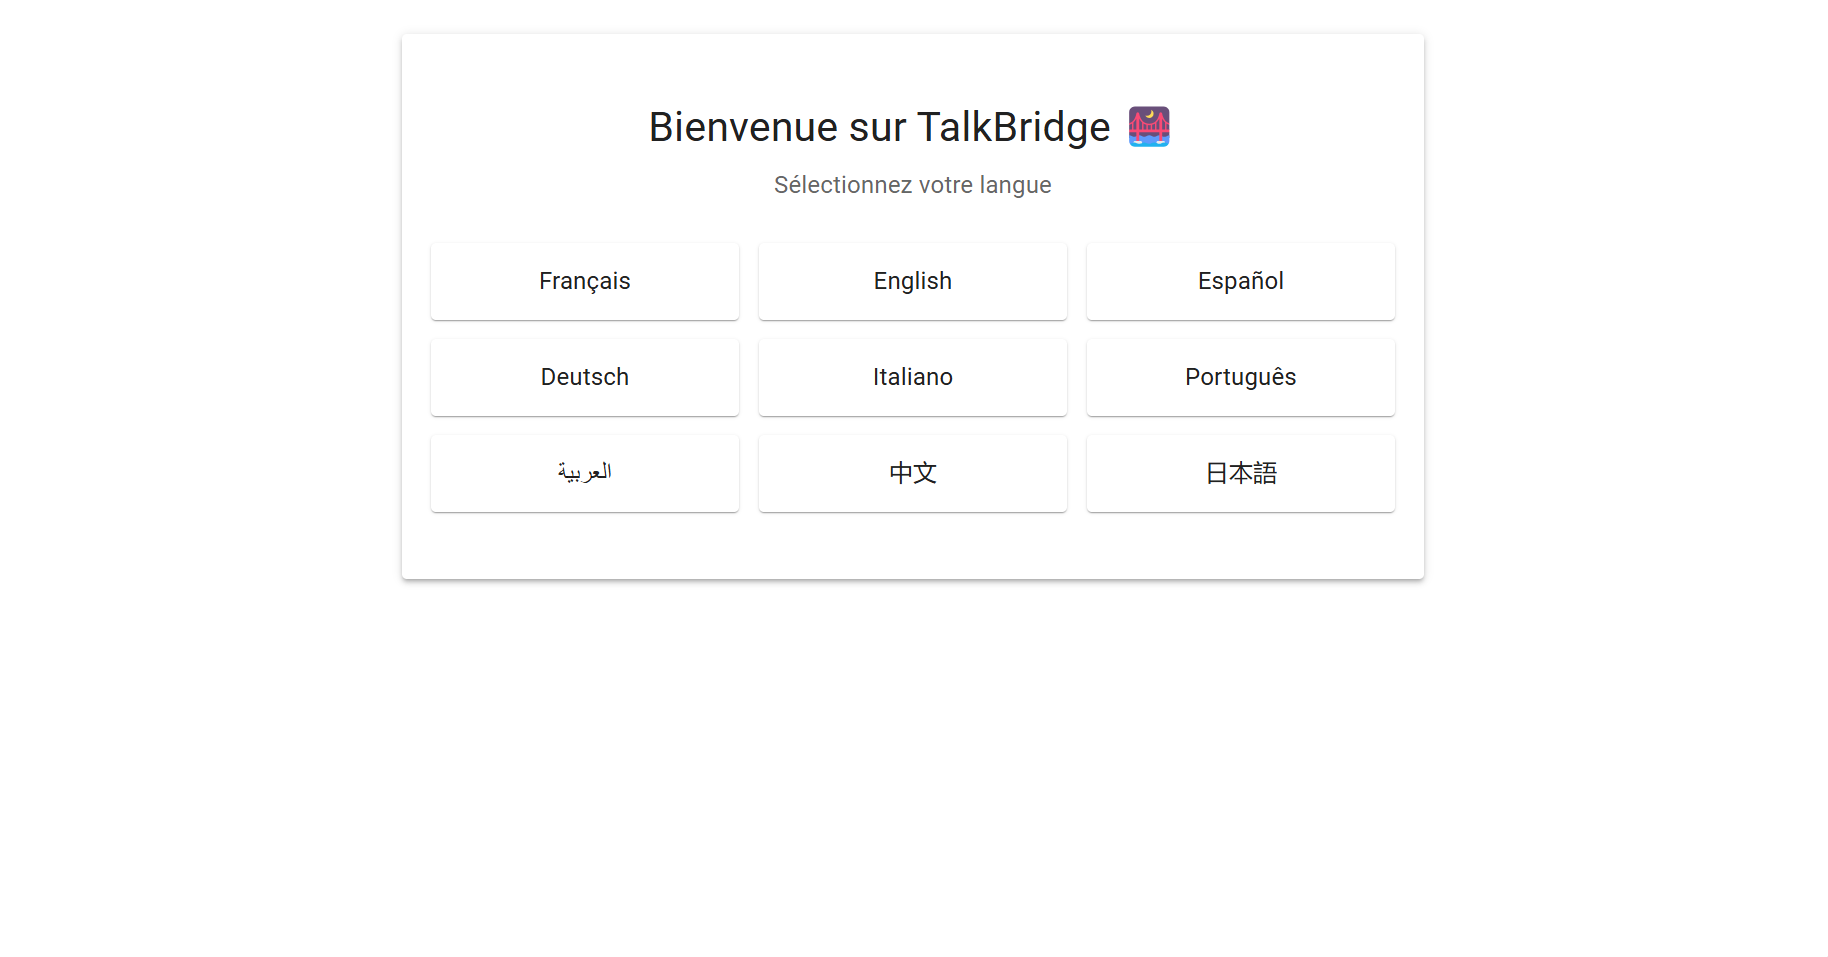 Bienvenue sur TalkBridge 🌉
Sélectionnez votre langue
Français
English
Español
Deutsch
Italiano
Português
العربية
中文
日本語